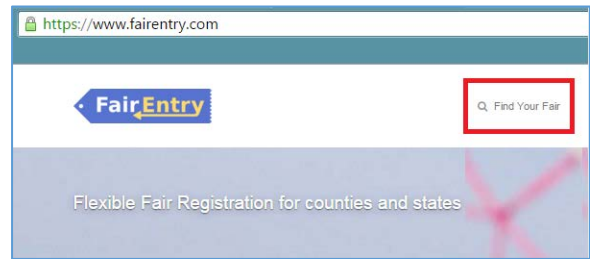 https://www.fairentry.com
FairEntry
Find Your Fair
Flexible Fair Registration for counties and states